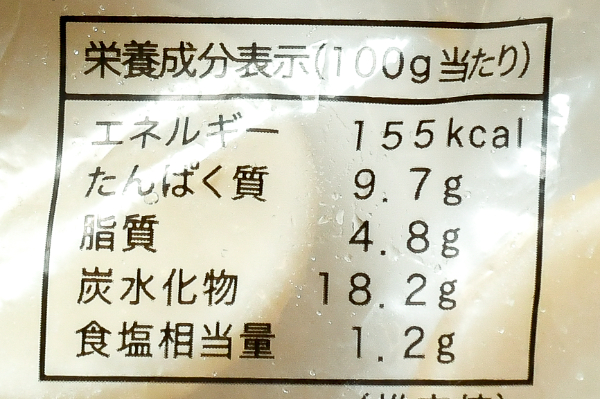 栄養成分表示(100g当たり)
エネルギー 155kcal
たんぱく質 9.7g
脂質 4.8g
炭水化物 18.2g
食塩相当量 1.2g